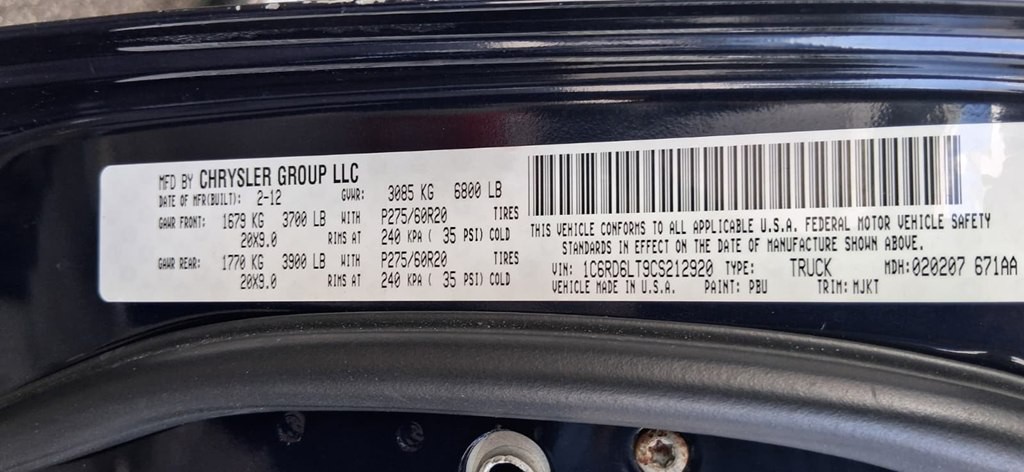 MFD BY CHRYSLER GROUP LLC
DATE OF MFR(BUILT): 2-12 GVWR: 3085 KG 6800 LB
GAWR FRONT: 1679 KG 3700 LB WITH P275/60R20 TIRES
20X9.0 RIMS AT 240 KPA ( 35 PSI) COLD
GAWR REAR: 1770 KG 3900 LB WITH P275/60R20 TIRES
20X9.0 RIMS AT 240 KPA ( 35 PSI) COLD
THIS VEHICLE CONFORMS TO ALL APPLICABLE U.S.A. FEDERAL MOTOR VEHICLE SAFETY
STANDARDS IN EFFECT ON THE DATE OF MANUFACTURE SHOWN ABOVE.
VIN: 1C6RD6LT9CS212920 TYPE: TRUCK MDH:020207 671AA
VEHICLE MADE IN U.S.A. PAINT: PBU TRIM: MJKT